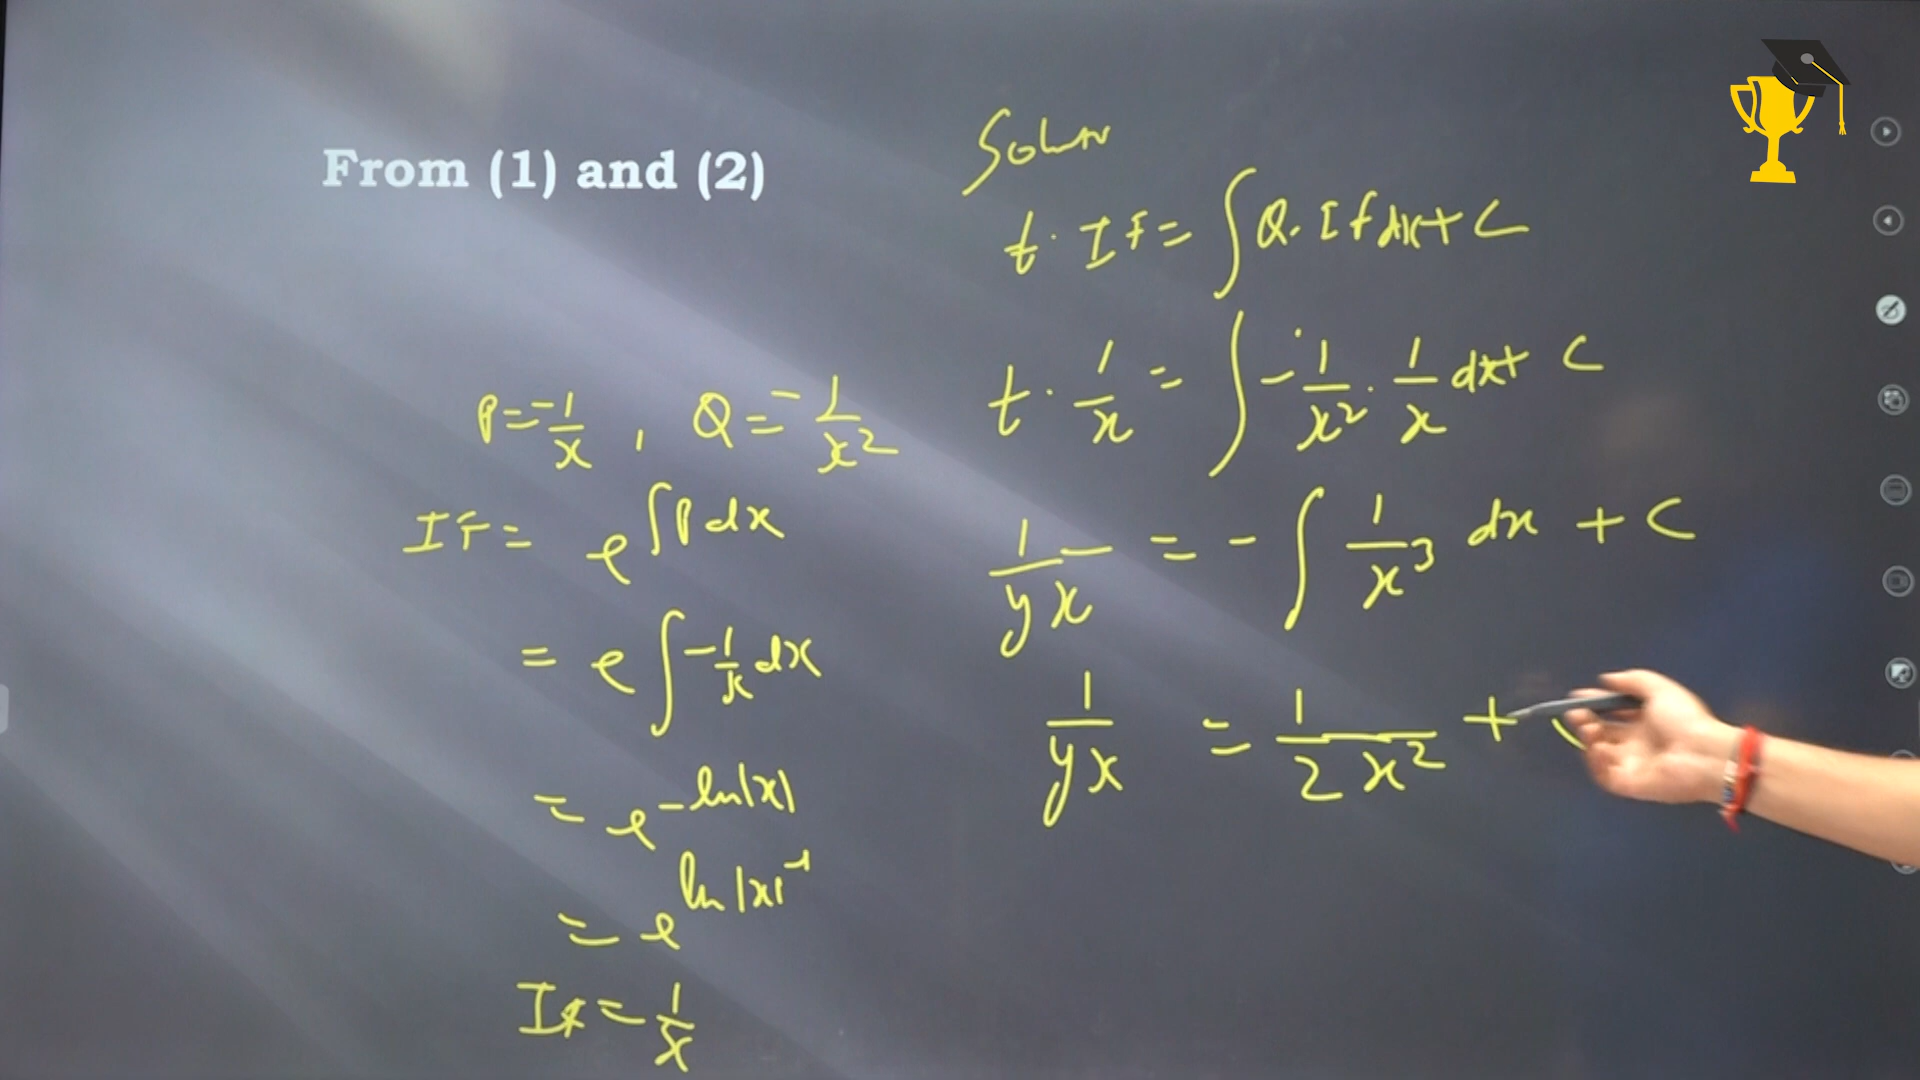 From (1) and (2)
P = -1/x , Q = -1/x²
IF = e^∫Pdx
= e^∫-1/x dx
= e^-ln|x|
= e^ln|x|⁻¹
IF = 1/x
Soln
t · IF = ∫Q. IF dx + C
t · 1/x = ∫ -1/x² · 1/x dx + C
1/yx = - ∫ 1/x³ dx + C
1/yx = 1/2x² +